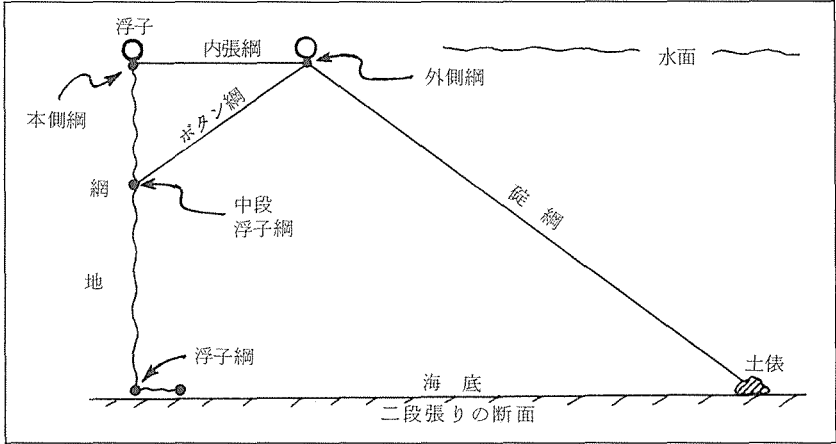 浮子
内張綱
水面
外側綱
本側綱
ボタン綱
網
地
中段
浮子綱
碇綱
浮子綱
土俵
海底
二段張りの断面